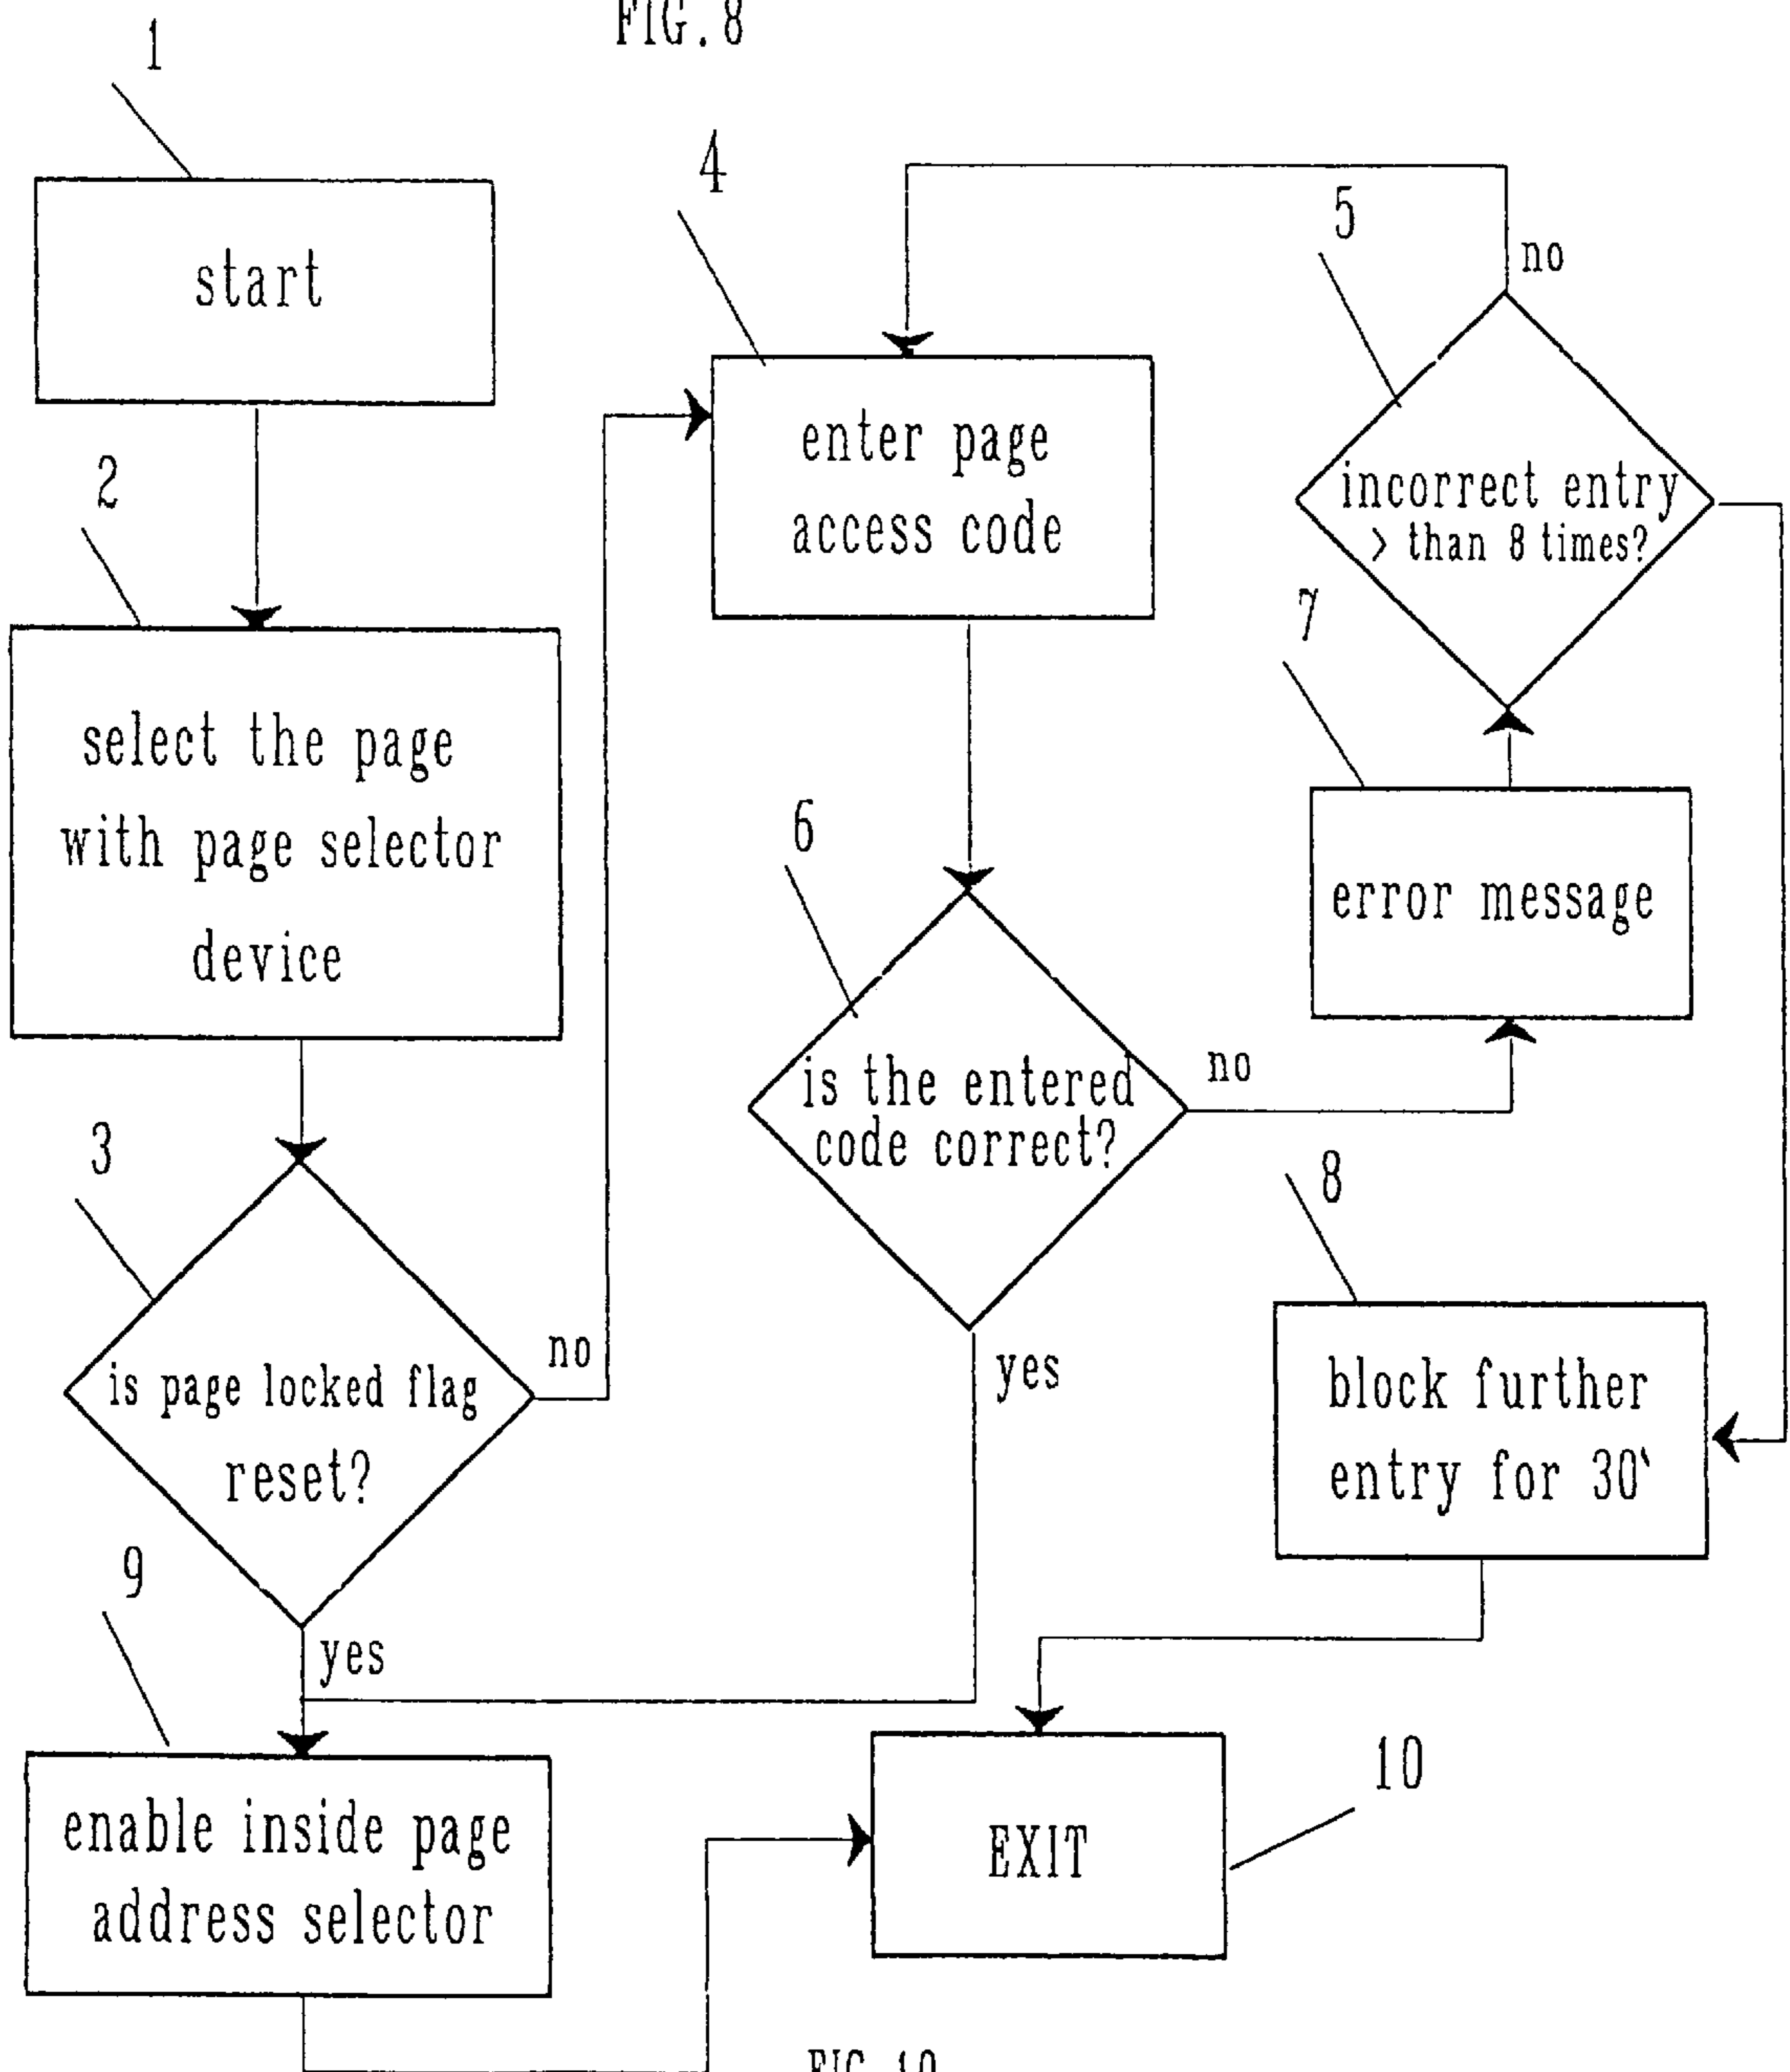 FIG. 8
1
start
2
select the page
with page selector
device
3
is page locked flag
reset?
no
yes
9
enable inside page
address selector
4
enter page
access code
6
is the entered
code correct?
no
yes
5
no
incorrect entry
> than 8 times?
7
error message
8
block further
entry for 30‵
10
EXIT
FIG. 10